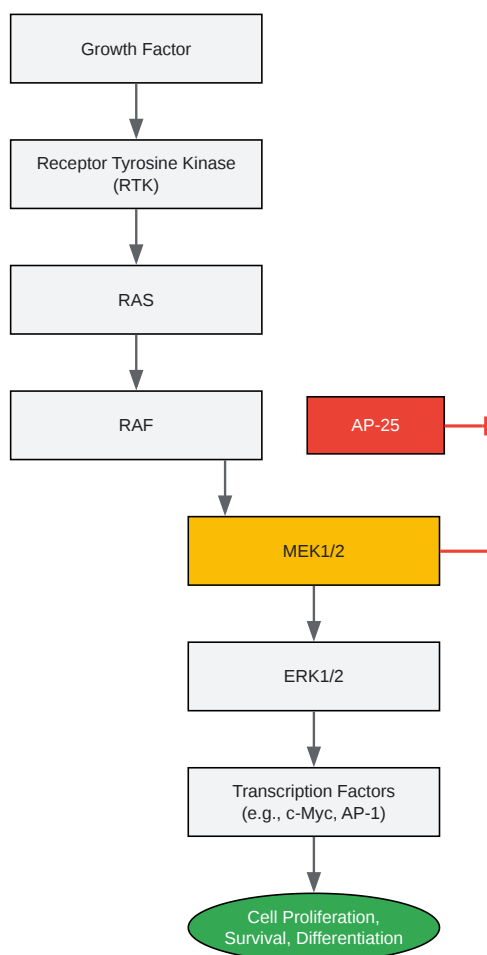 Growth Factor
Receptor Tyrosine Kinase
(RTK)
RAS
RAF
AP-25
MEK1/2
ERK1/2
Transcription Factors
(e.g., c-Myc, AP-1)
Cell Proliferation,
Survival, Differentiation